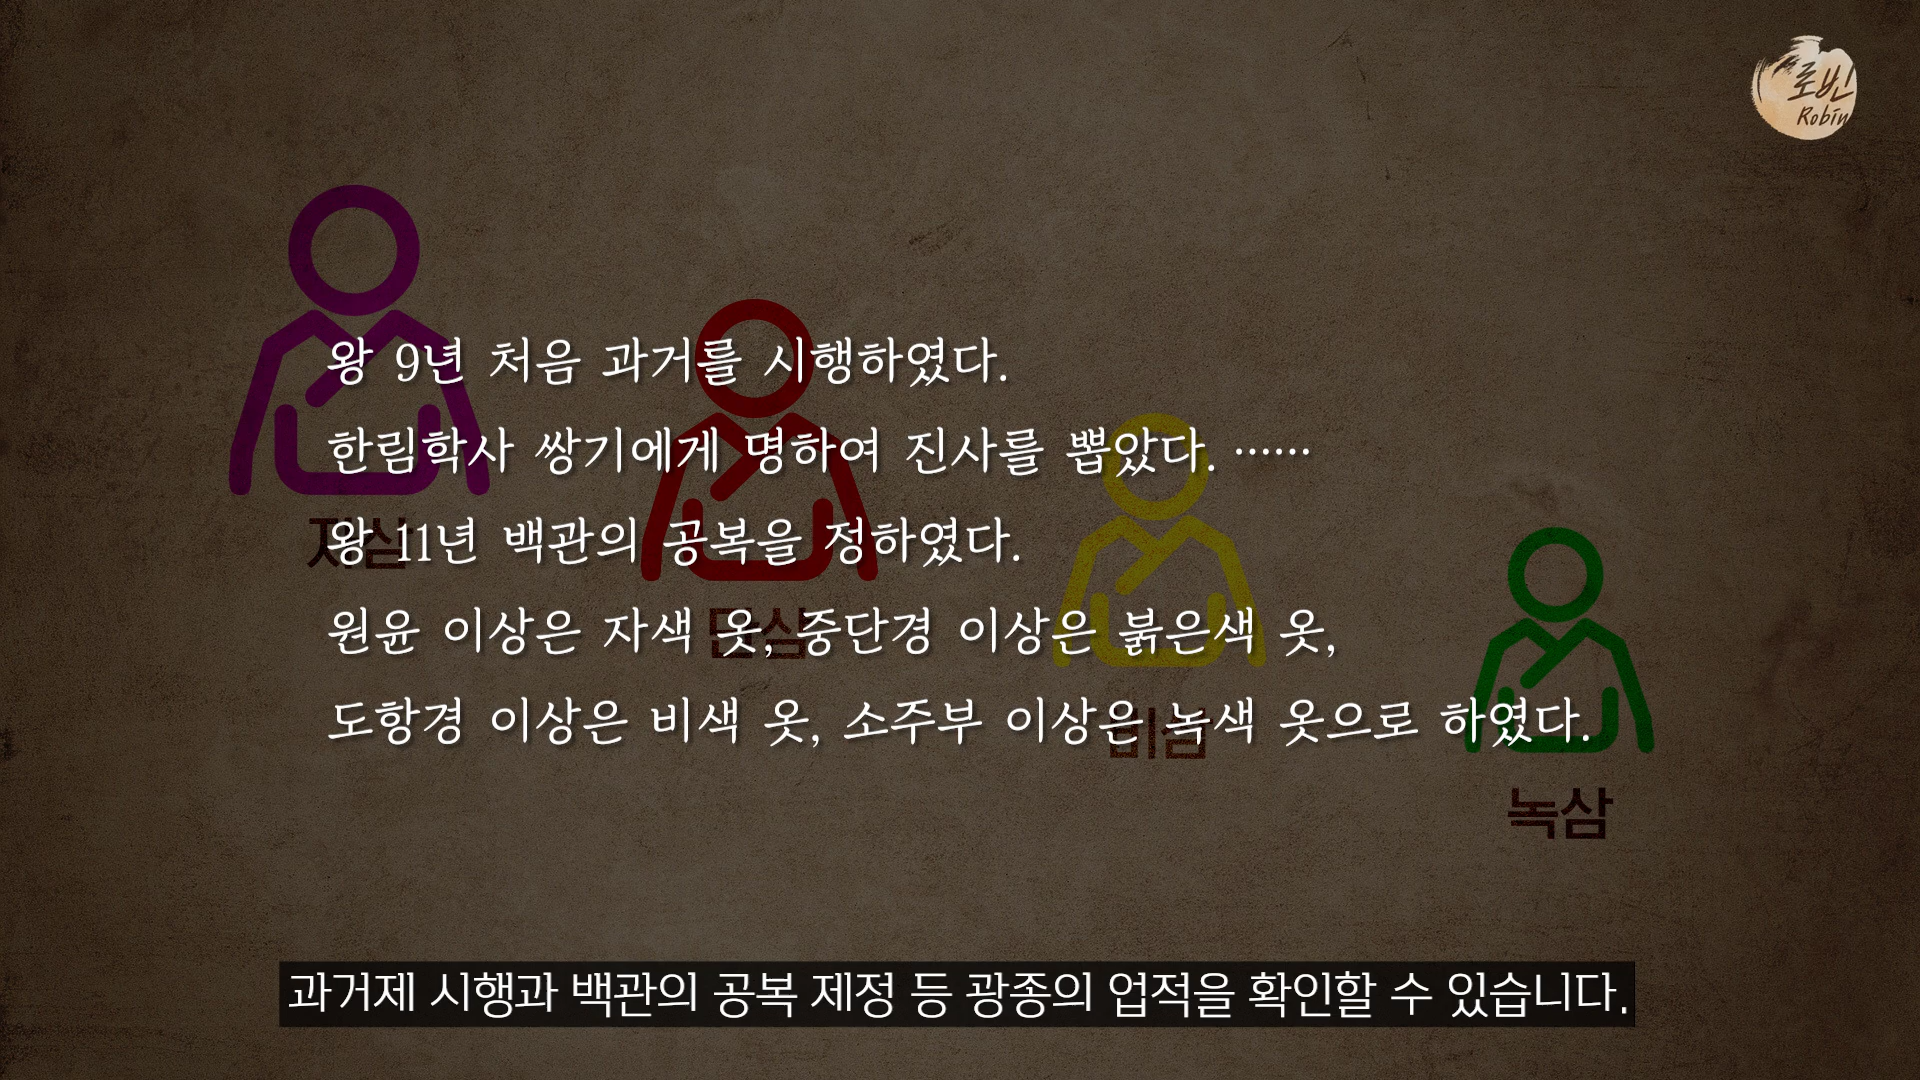 로빈
Robin
왕 9년 처음 과거를 시행하였다.
한림학사 쌍기에게 명하여 진사를 뽑았다. ……
왕 11년 백관의 공복을 정하였다.
원윤 이상은 자색 옷, 중단경 이상은 붉은색 옷,
도항경 이상은 비색 옷, 소주부 이상은 녹색 옷으로 하였다.
자삼
단삼
비삼
녹삼
과거제 시행과 백관의 공복 제정 등 광종의 업적을 확인할 수 있습니다.